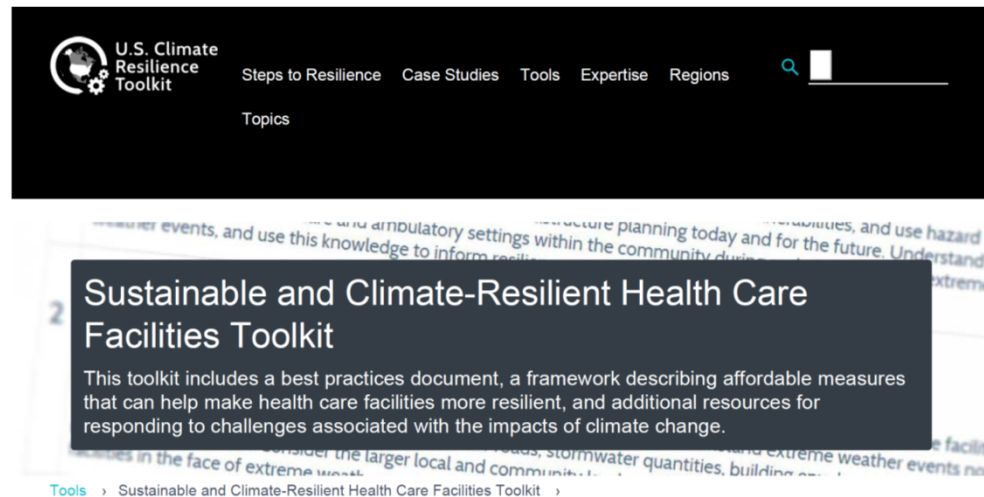 U.S. Climate
Resilience
Toolkit
Steps to Resilience Case Studies Tools Expertise Regions
Topics
events, and use this knowledge to inform
and ambulatory settings within the community
planning today and for the future. Understand
and use hazard
2
Sustainable and Climate-Resilient Health Care
Facilities Toolkit
This toolkit includes a best practices document, a framework describing affordable measures
that can help make health care facilities more resilient, and additional resources for
responding to challenges associated with the impacts of climate change.
in the face of extreme
the larger local and
stormwater quantities, building
extreme weather events
Tools › Sustainable and Climate-Resilient Health Care Facilities Toolkit ›